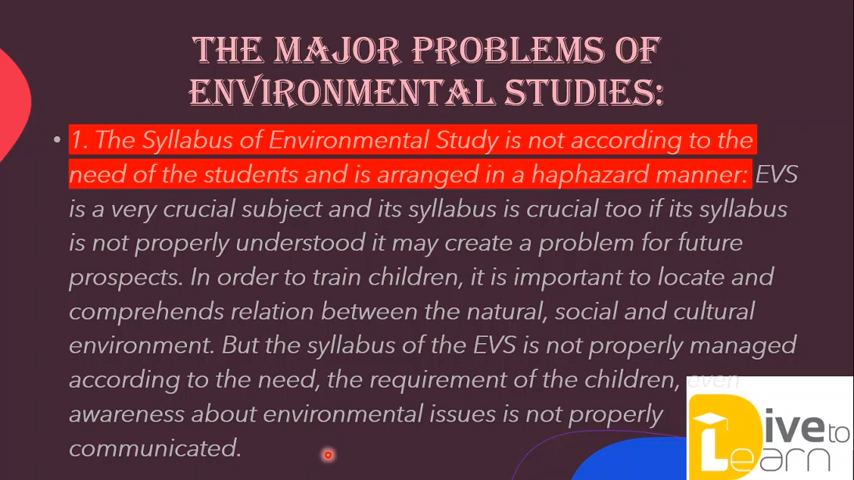 THE MAJOR PROBLEMS OF
ENVIRONMENTAL STUDIES:
• 1. The Syllabus of Environmental Study is not according to the
need of the students and is arranged in a haphazard manner: EVS
is a very crucial subject and its syllabus is crucial too if its syllabus
is not properly understood it may create a problem for future
prospects. In order to train children, it is important to locate and
comprehends relation between the natural, social and cultural
environment. But the syllabus of the EVS is not properly managed
according to the need, the requirement of the children, even
awareness about environmental issues is not properly
communicated.
Dive to
Learn